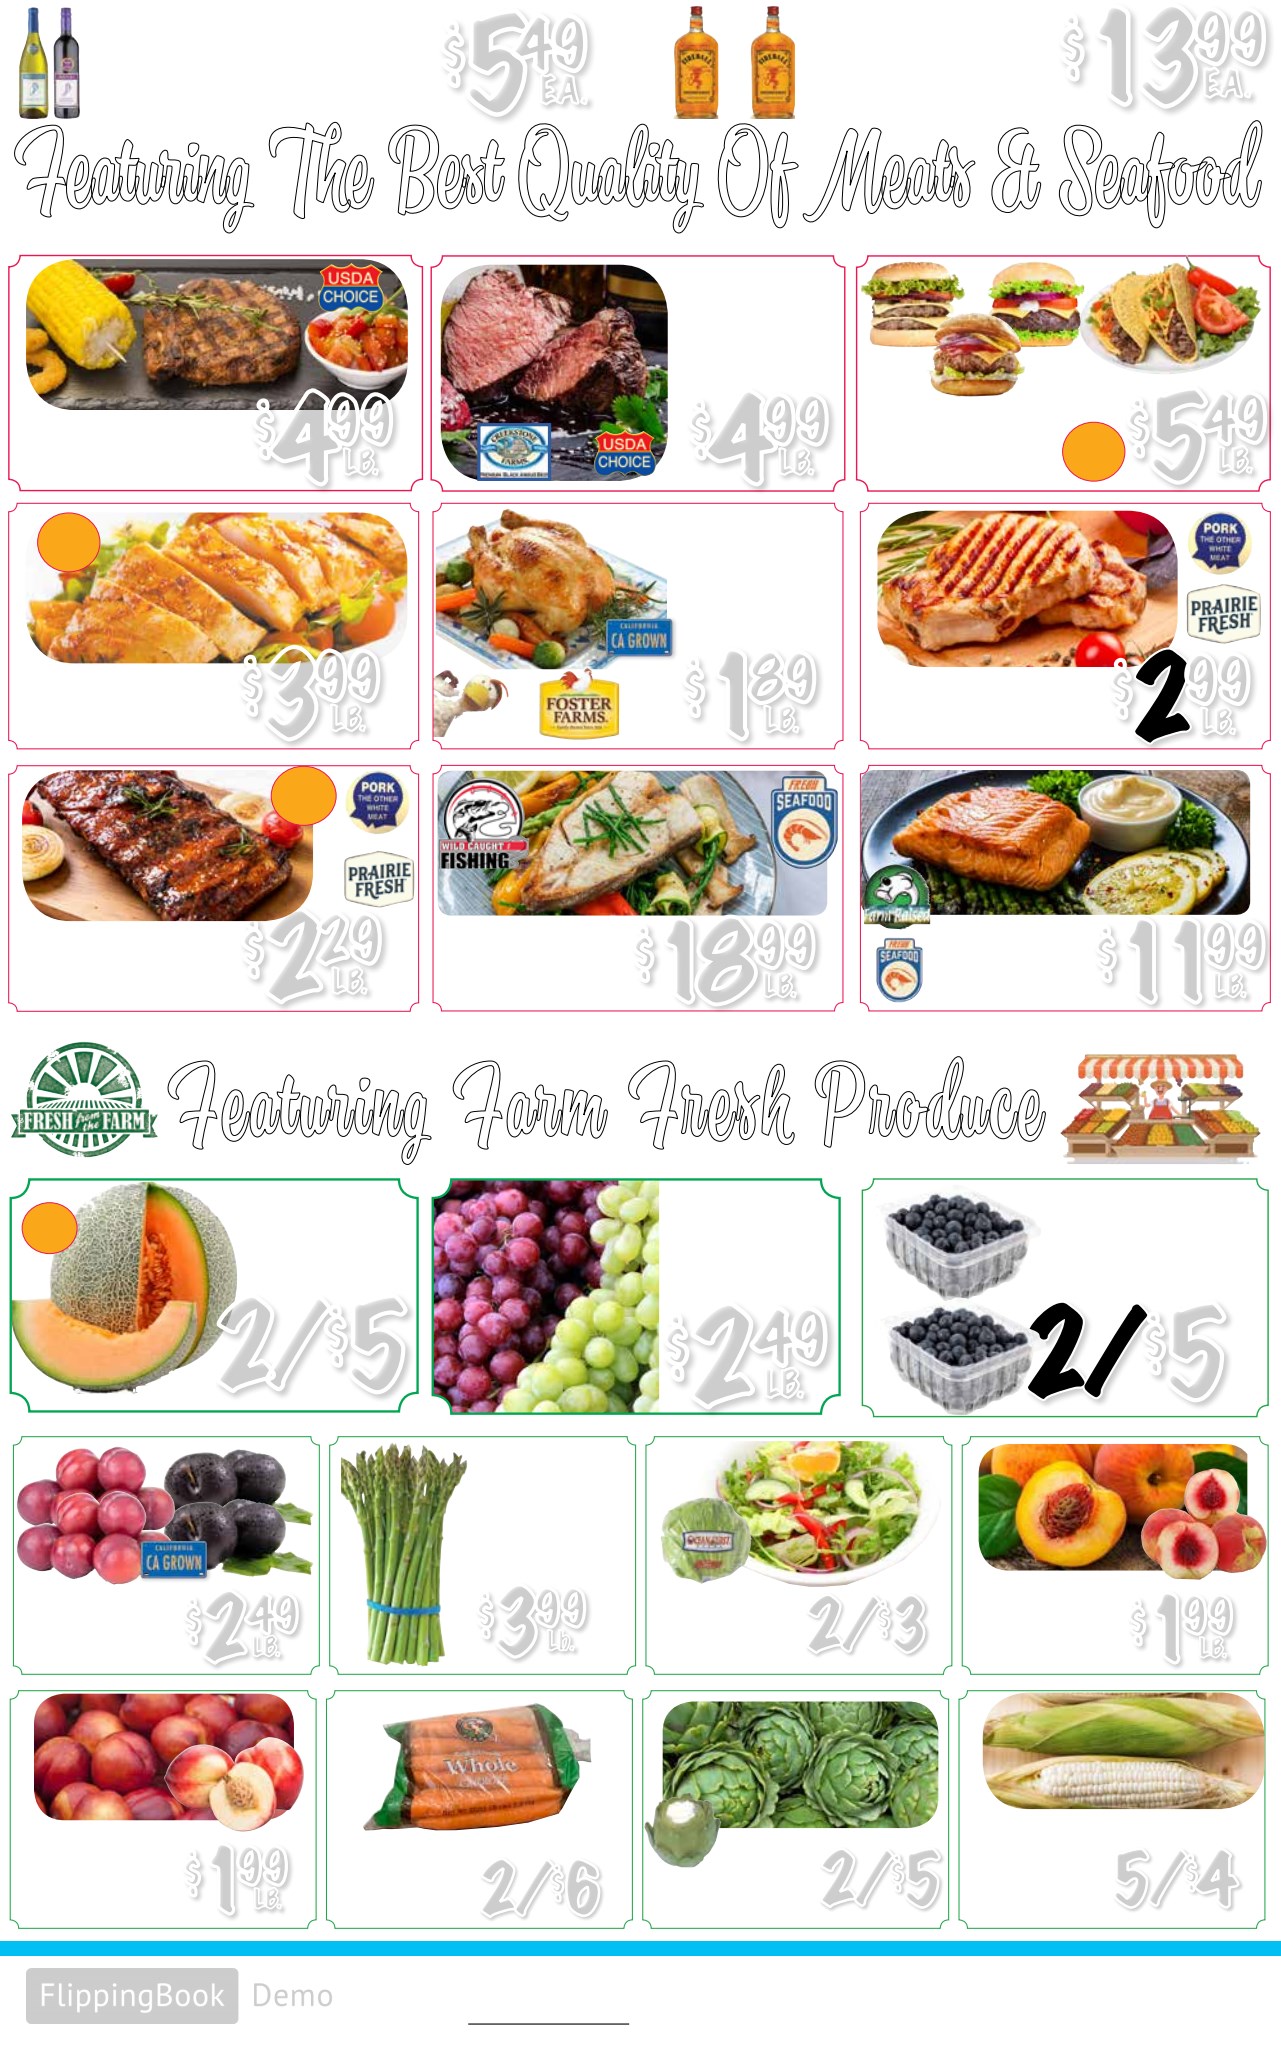 $5.49 EA.
FIREBALL
FIREBALL
$13.99 EA.
Featuring The Best Quality Of Meats & Seafood
USDA CHOICE
$4.99 LB.
CREEKSTONE FARMS
PREMIUM BLACK ANGUS BEEF
USDA CHOICE
$4.99 LB.
$5.49 LB.
$3.99 LB.
CALIFORNIA
CA GROWN
FOSTER FARMS
$1.89 LB.
PORK
THE OTHER
WHITE
MEAT
PRAIRIE
FRESH
$2.99 LB.
PORK
THE OTHER
WHITE
MEAT
PRAIRIE
FRESH
$2.29 LB.
WILD CAUGHT
FISHING
FRESH
SEAFOOD
$18.99 LB.
Farm Raised
FRESH
SEAFOOD
$11.99 LB.
FRESH from the FARM
Featuring Farm Fresh Produce
2/$5
$2.49 LB.
2/$5
CALIFORNIA
CA GROWN
$2.49 LB.
$3.99 Lb.
2/$3
$1.99 LB.
$1.99 LB.
Whole
2/$6
2/$5
5/$4
FlippingBook Demo